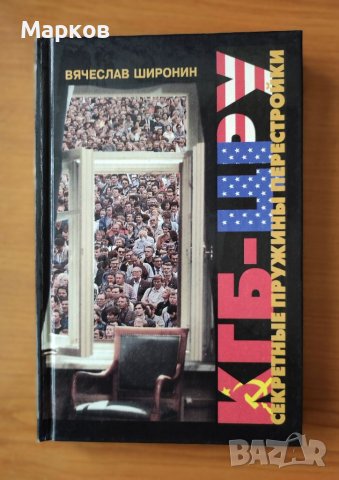 Марков
ВЯЧЕСЛАВ ШИРОНИН
КГБ-ЦРУ
СЕКРЕТНЫЕ ПРУЖИНЫ ПЕРЕСТРОЙКИ
BAZAR